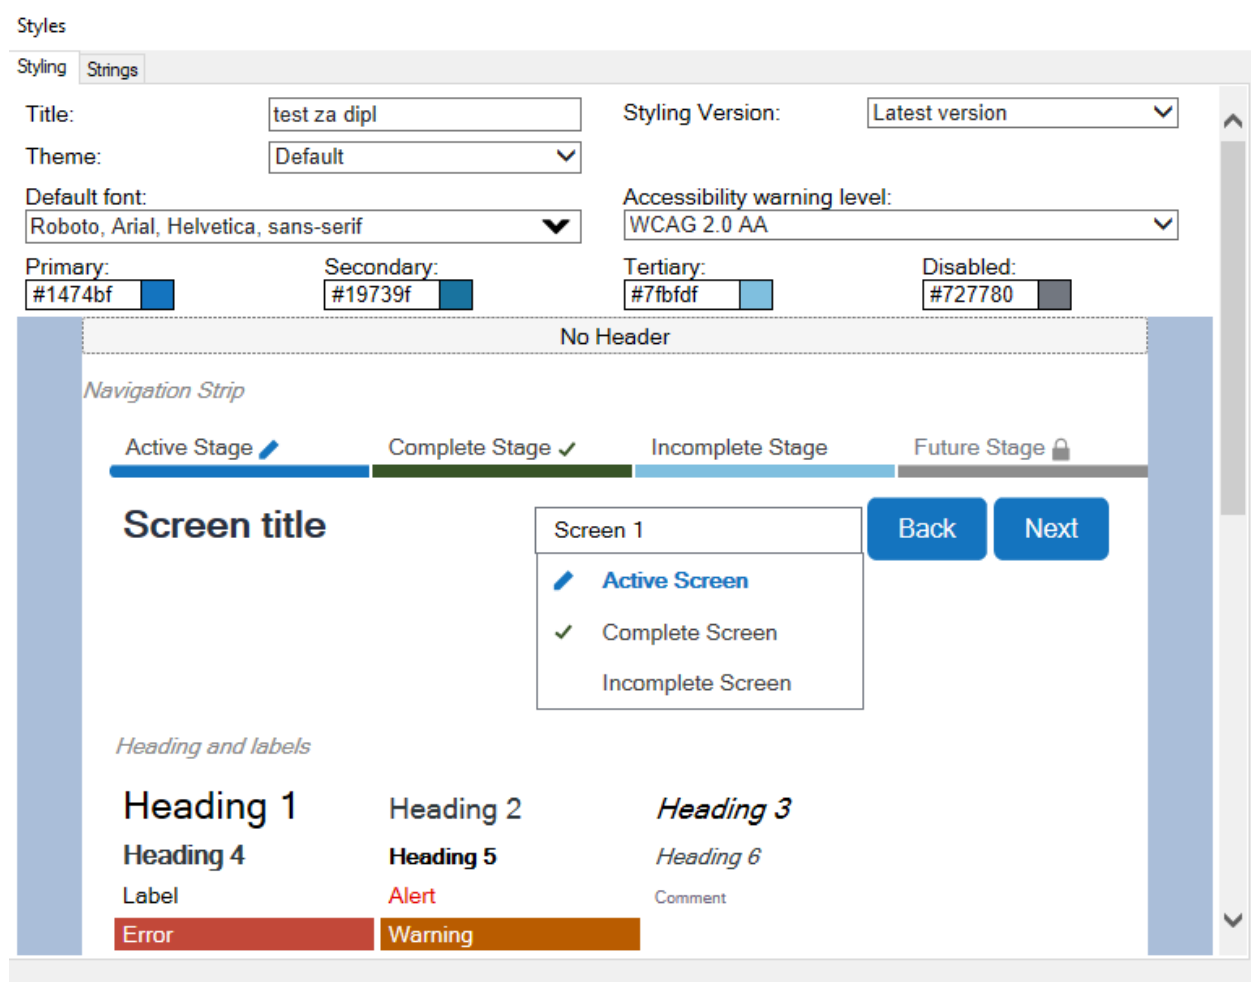 Styles
Styling Strings
Title: test za dipl Styling Version: Latest version
Theme: Default
Default font: Accessibility warning level:
Roboto, Arial, Helvetica, sans-serif WCAG 2.0 AA
Primary: Secondary: Tertiary: Disabled:
#1474bf #19739f #7fbfdf #727780
No Header
Navigation Strip
Active Stage Complete Stage Incomplete Stage Future Stage
Screen title Screen 1 Back Next
Active Screen
Complete Screen
Incomplete Screen
Heading and labels
Heading 1 Heading 2 Heading 3
Heading 4 Heading 5 Heading 6
Label Alert Comment
Error Warning